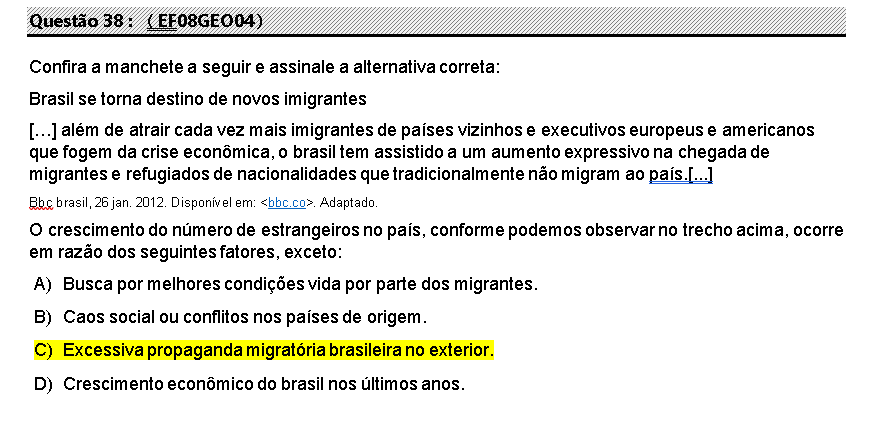 Questão 38 : ( EF08GEO04)
Confira a manchete a seguir e assinale a alternativa correta:
Brasil se torna destino de novos imigrantes
[...] além de atrair cada vez mais imigrantes de países vizinhos e executivos europeus e americanos
que fogem da crise econômica, o brasil tem assistido a um aumento expressivo na chegada de
migrantes e refugiados de nacionalidades que tradicionalmente não migram ao país.[...]
Bbc brasil, 26 jan. 2012. Disponível em: <bbc.co>. Adaptado.
O crescimento do número de estrangeiros no país, conforme podemos observar no trecho acima, ocorre
em razão dos seguintes fatores, exceto:
A) Busca por melhores condições vida por parte dos migrantes.
B) Caos social ou conflitos nos países de origem.
C) Excessiva propaganda migratória brasileira no exterior.
D) Crescimento econômico do brasil nos últimos anos.